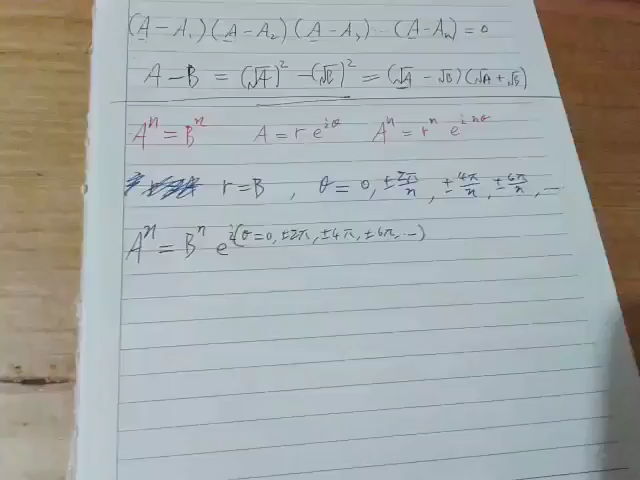 (A-A₁)(A-A₂)(A-A₃)...(A-Aₙ)=0
A-B = (√A)² -(√B)² = (√A - √B)(√A+√B)
Aⁿ=Bⁿ A=r e^{iθ} Aⁿ=rⁿ e^{inθ}
r=B , θ=0, ±2π/n, ±4π/n, ±6π/n, ...
Aⁿ=Bⁿ e^{i(θ=0, ±2π, ±4π, ±6π, ...)}